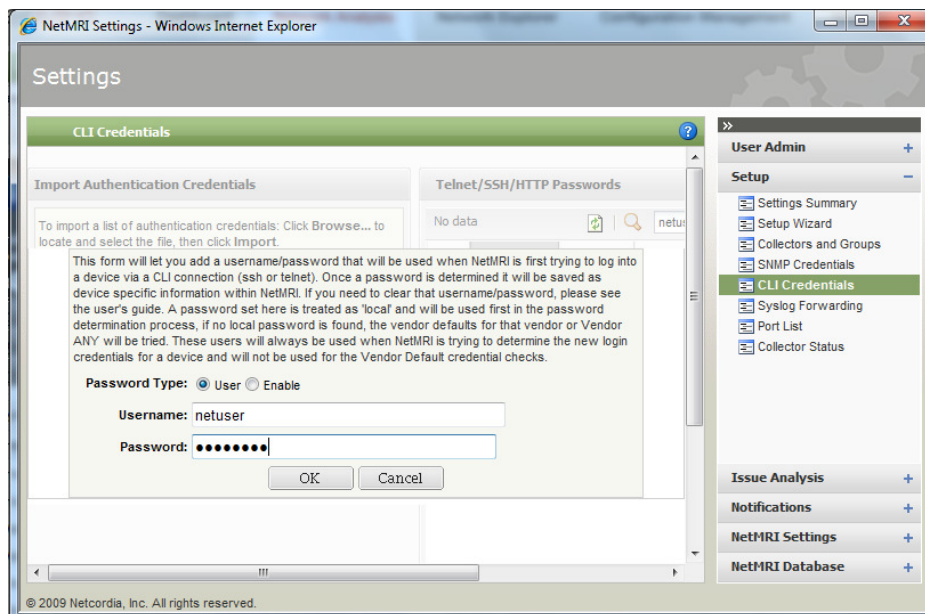 Network Explorer
Configuration Management
NetMRI Settings - Windows Internet Explorer
Settings
CLI Credentials
Import Authentication Credentials
To import a list of authentication credentials: Click Browse... to
locate and select the file, then click Import.
Telnet/SSH/HTTP Passwords
No data
netus
This form will let you add a username/password that will be used when NetMRI is first trying to log into
a device via a CLI connection (ssh or telnet). Once a password is determined it will be saved as
device specific information within NetMRI. If you need to clear that username/password, please see
the user's guide. A password set here is treated as 'local' and will be used first in the password
determination process, if no local password is found, the vendor defaults for that vendor or Vendor
ANY will be tried. These users will always be used when NetMRI is trying to determine the new login
credentials for a device and will not be used for the Vendor Default credential checks.
Password Type: User Enable
Username: netuser
Password: ●●●●●●●●
OK Cancel
»
User Admin +
Setup −
Settings Summary
Setup Wizard
Collectors and Groups
SNMP Credentials
CLI Credentials
Syslog Forwarding
Port List
Collector Status
Issue Analysis +
Notifications +
NetMRI Settings +
NetMRI Database +
© 2009 Netcordia, Inc. All rights reserved.